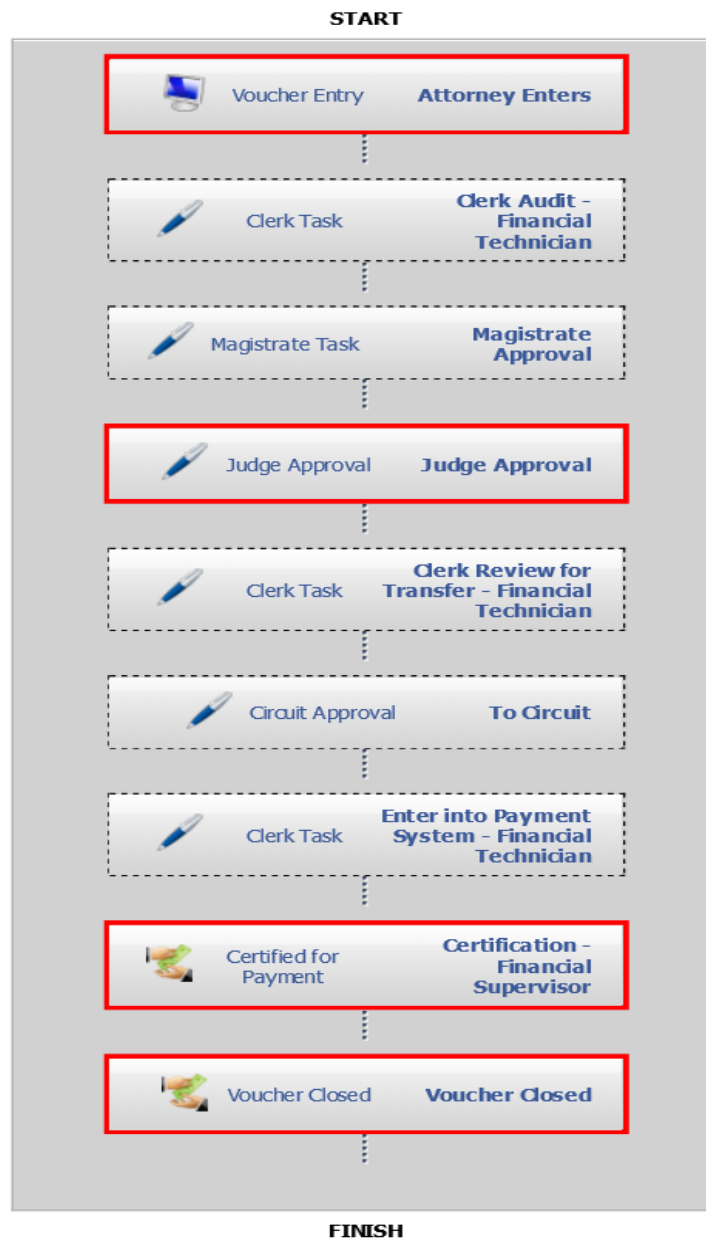 START
Voucher Entry Attorney Enters
Clerk Audit -
Clerk Task Financial
Technician
Magistrate Task Magistrate
Approval
Judge Approval Judge Approval
Clerk Review for
Clerk Task Transfer - Financial
Technician
Circuit Approval To Circuit
Enter into Payment
Clerk Task System - Financial
Technician
Certified for Certification -
Payment Financial
Supervisor
Voucher Closed Voucher Closed
FINISH